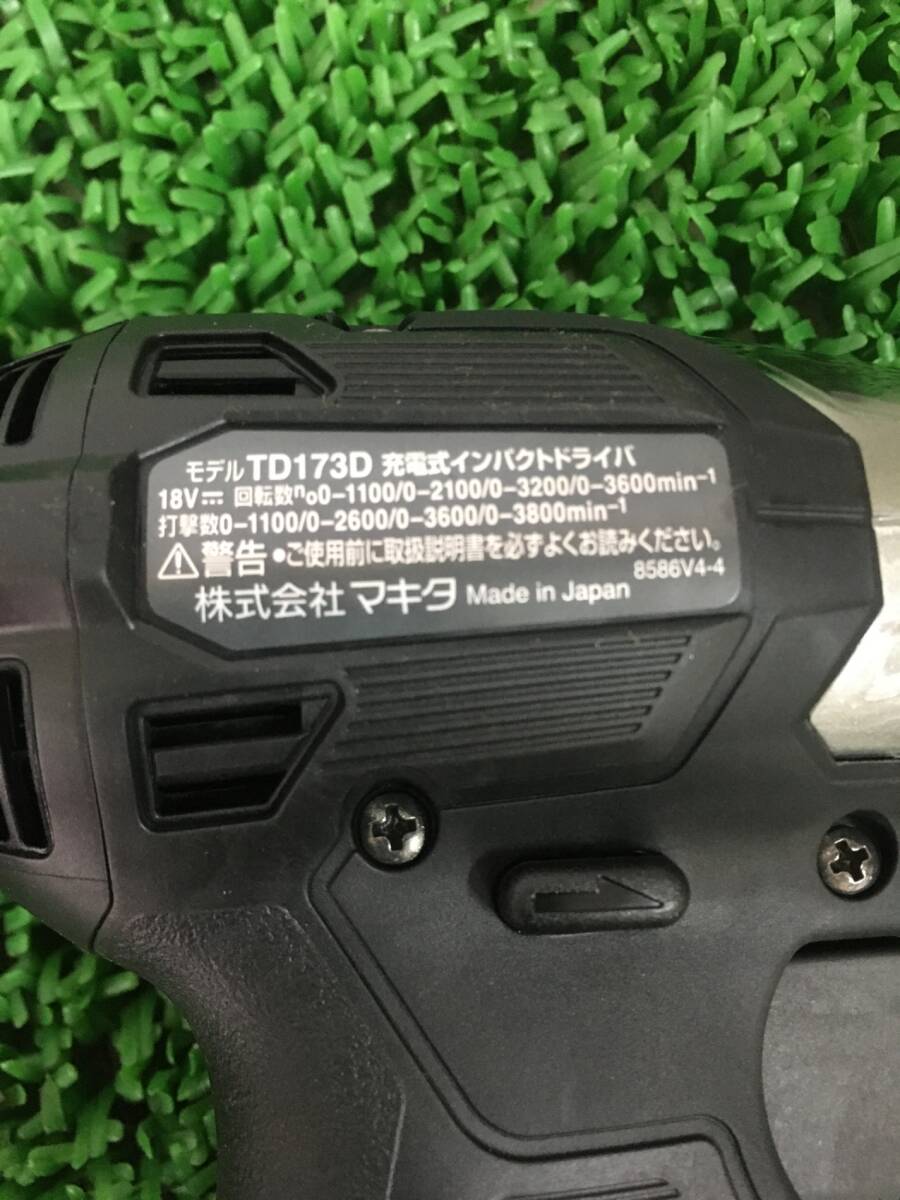 モデルTD173D 充電式インパクトドライバ
18V⎓ 回転数n₀0-1100/0-2100/0-3200/0-3600min⁻¹
打撃数0-1100/0-2600/0-3600/0-3800min⁻¹
⚠警告 ●ご使用前に取扱説明書を必ずよくお読みください。
8586V4-4
株式会社マキタ Made in Japan